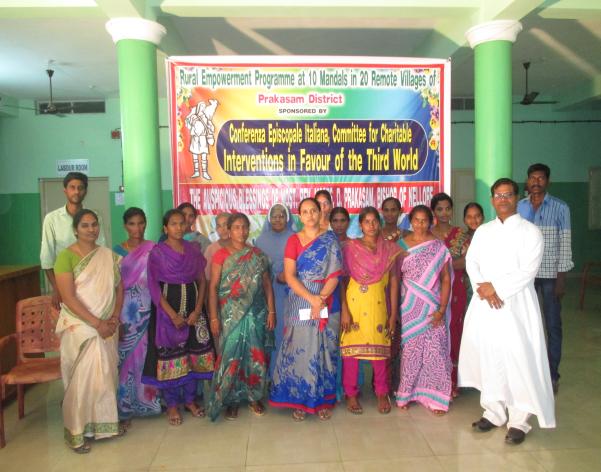 Rural Empowerment Programme at 10 Mandals in 20 Remote Villages of
Prakasam District
SPONSORED BY
Conferenza Episcopale Italiana, Committee for Charitable
Interventions in Favour of the Third World
THE AUSPICIOUS BLESSINGS OF MOST. REV. D. PRAKASAM, BISHOP OF NELLORE
LABOUR ROOM